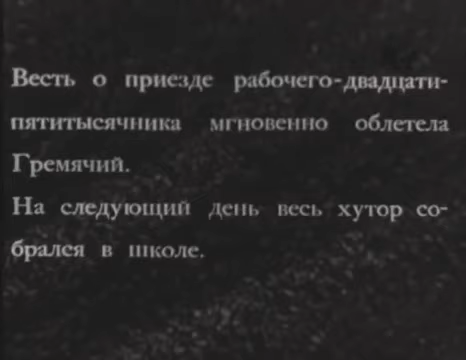 Весть о приезде рабочего-двадцати-
пятитысячника мгновенно облетела
Гремячий.
На следующий день весь хутор со-
брался в школе.